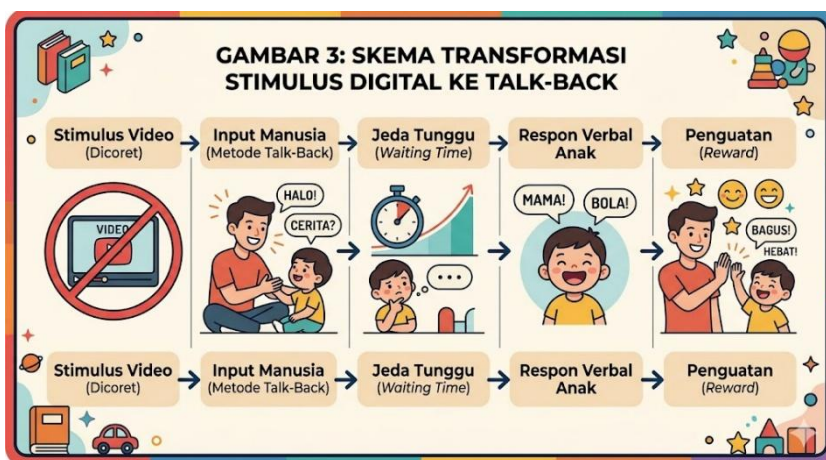 GAMBAR 3: SKEMA TRANSFORMASI
STIMULUS DIGITAL KE TALK-BACK
Stimulus Video
(Dicoret)
Input Manusia
(Metode Talk-Back)
Jeda Tunggu
(Waiting Time)
Respon Verbal
Anak
Penguatan
(Reward)
VIDEO
HALO!
CERITA?
...
MAMA!
BOLA!
BAGUS!
HEBAT!
Stimulus Video
(Dicoret)
Input Manusia
(Metode Talk-Back)
Jeda Tunggu
(Waiting Time)
Respon Verbal
Anak
Penguatan
(Reward)